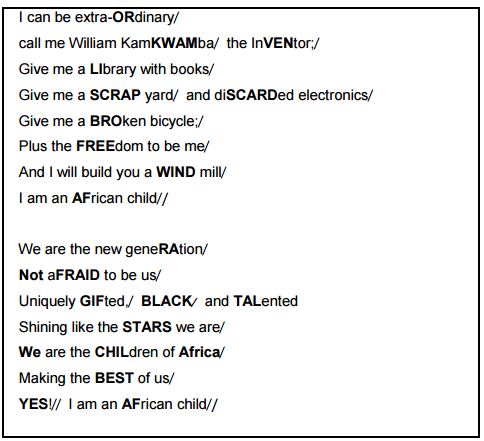 I can be extra-ORdinary/
call me William KamKWAMba/ the InVENtor;/
Give me a LIbrary with books/
Give me a SCRAP yard/ and diSCARDed electronics/
Give me a BROken bicycle;/
Plus the FREEdom to be me/
And I will build you a WIND mill/
I am an AFrican child//
We are the new geneRAtion/
Not aFRAID to be us/
Uniquely GIFted,/ BLACK/ and TALented
Shining like the STARS we are/
We are the CHILdren of Africa/
Making the BEST of us/
YES!// I am an AFrican child//